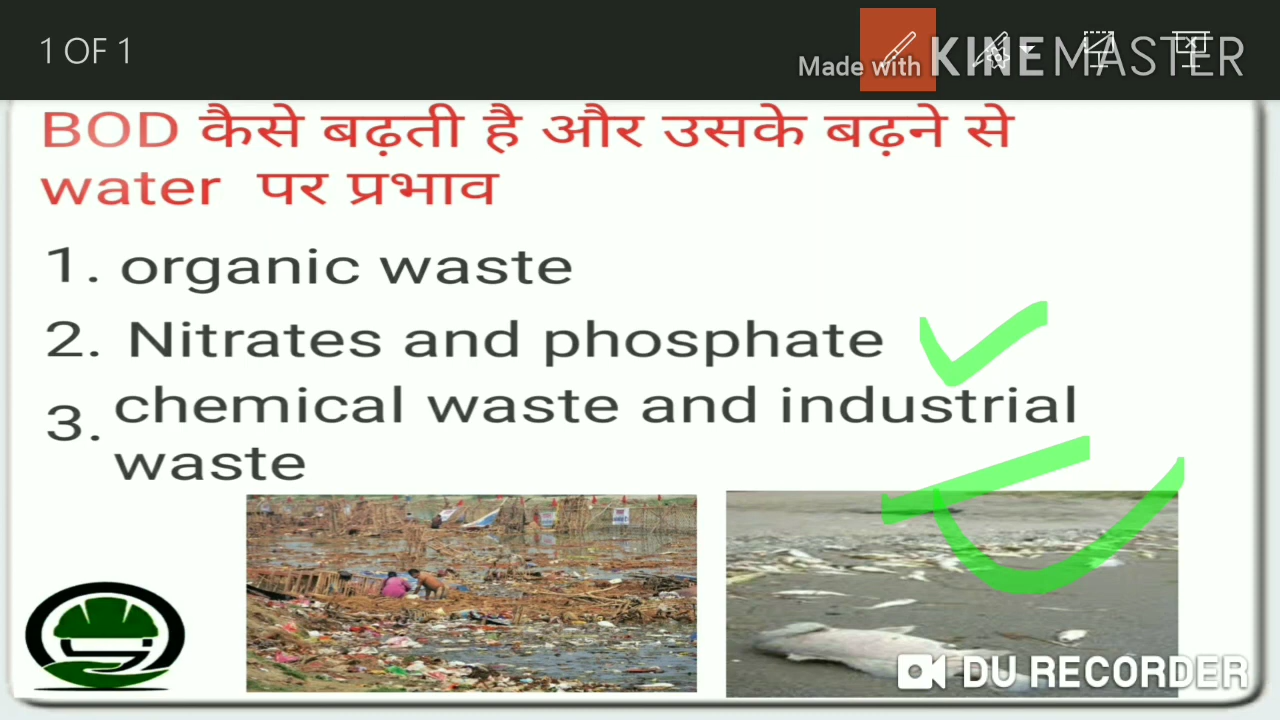 1 OF 1
Made with KINEMASTER
BOD कैसे बढ़ती है और उसके बढ़ने से
water पर प्रभाव
1. organic waste
2. Nitrates and phosphate
3. chemical waste and industrial
waste
DU RECORDER